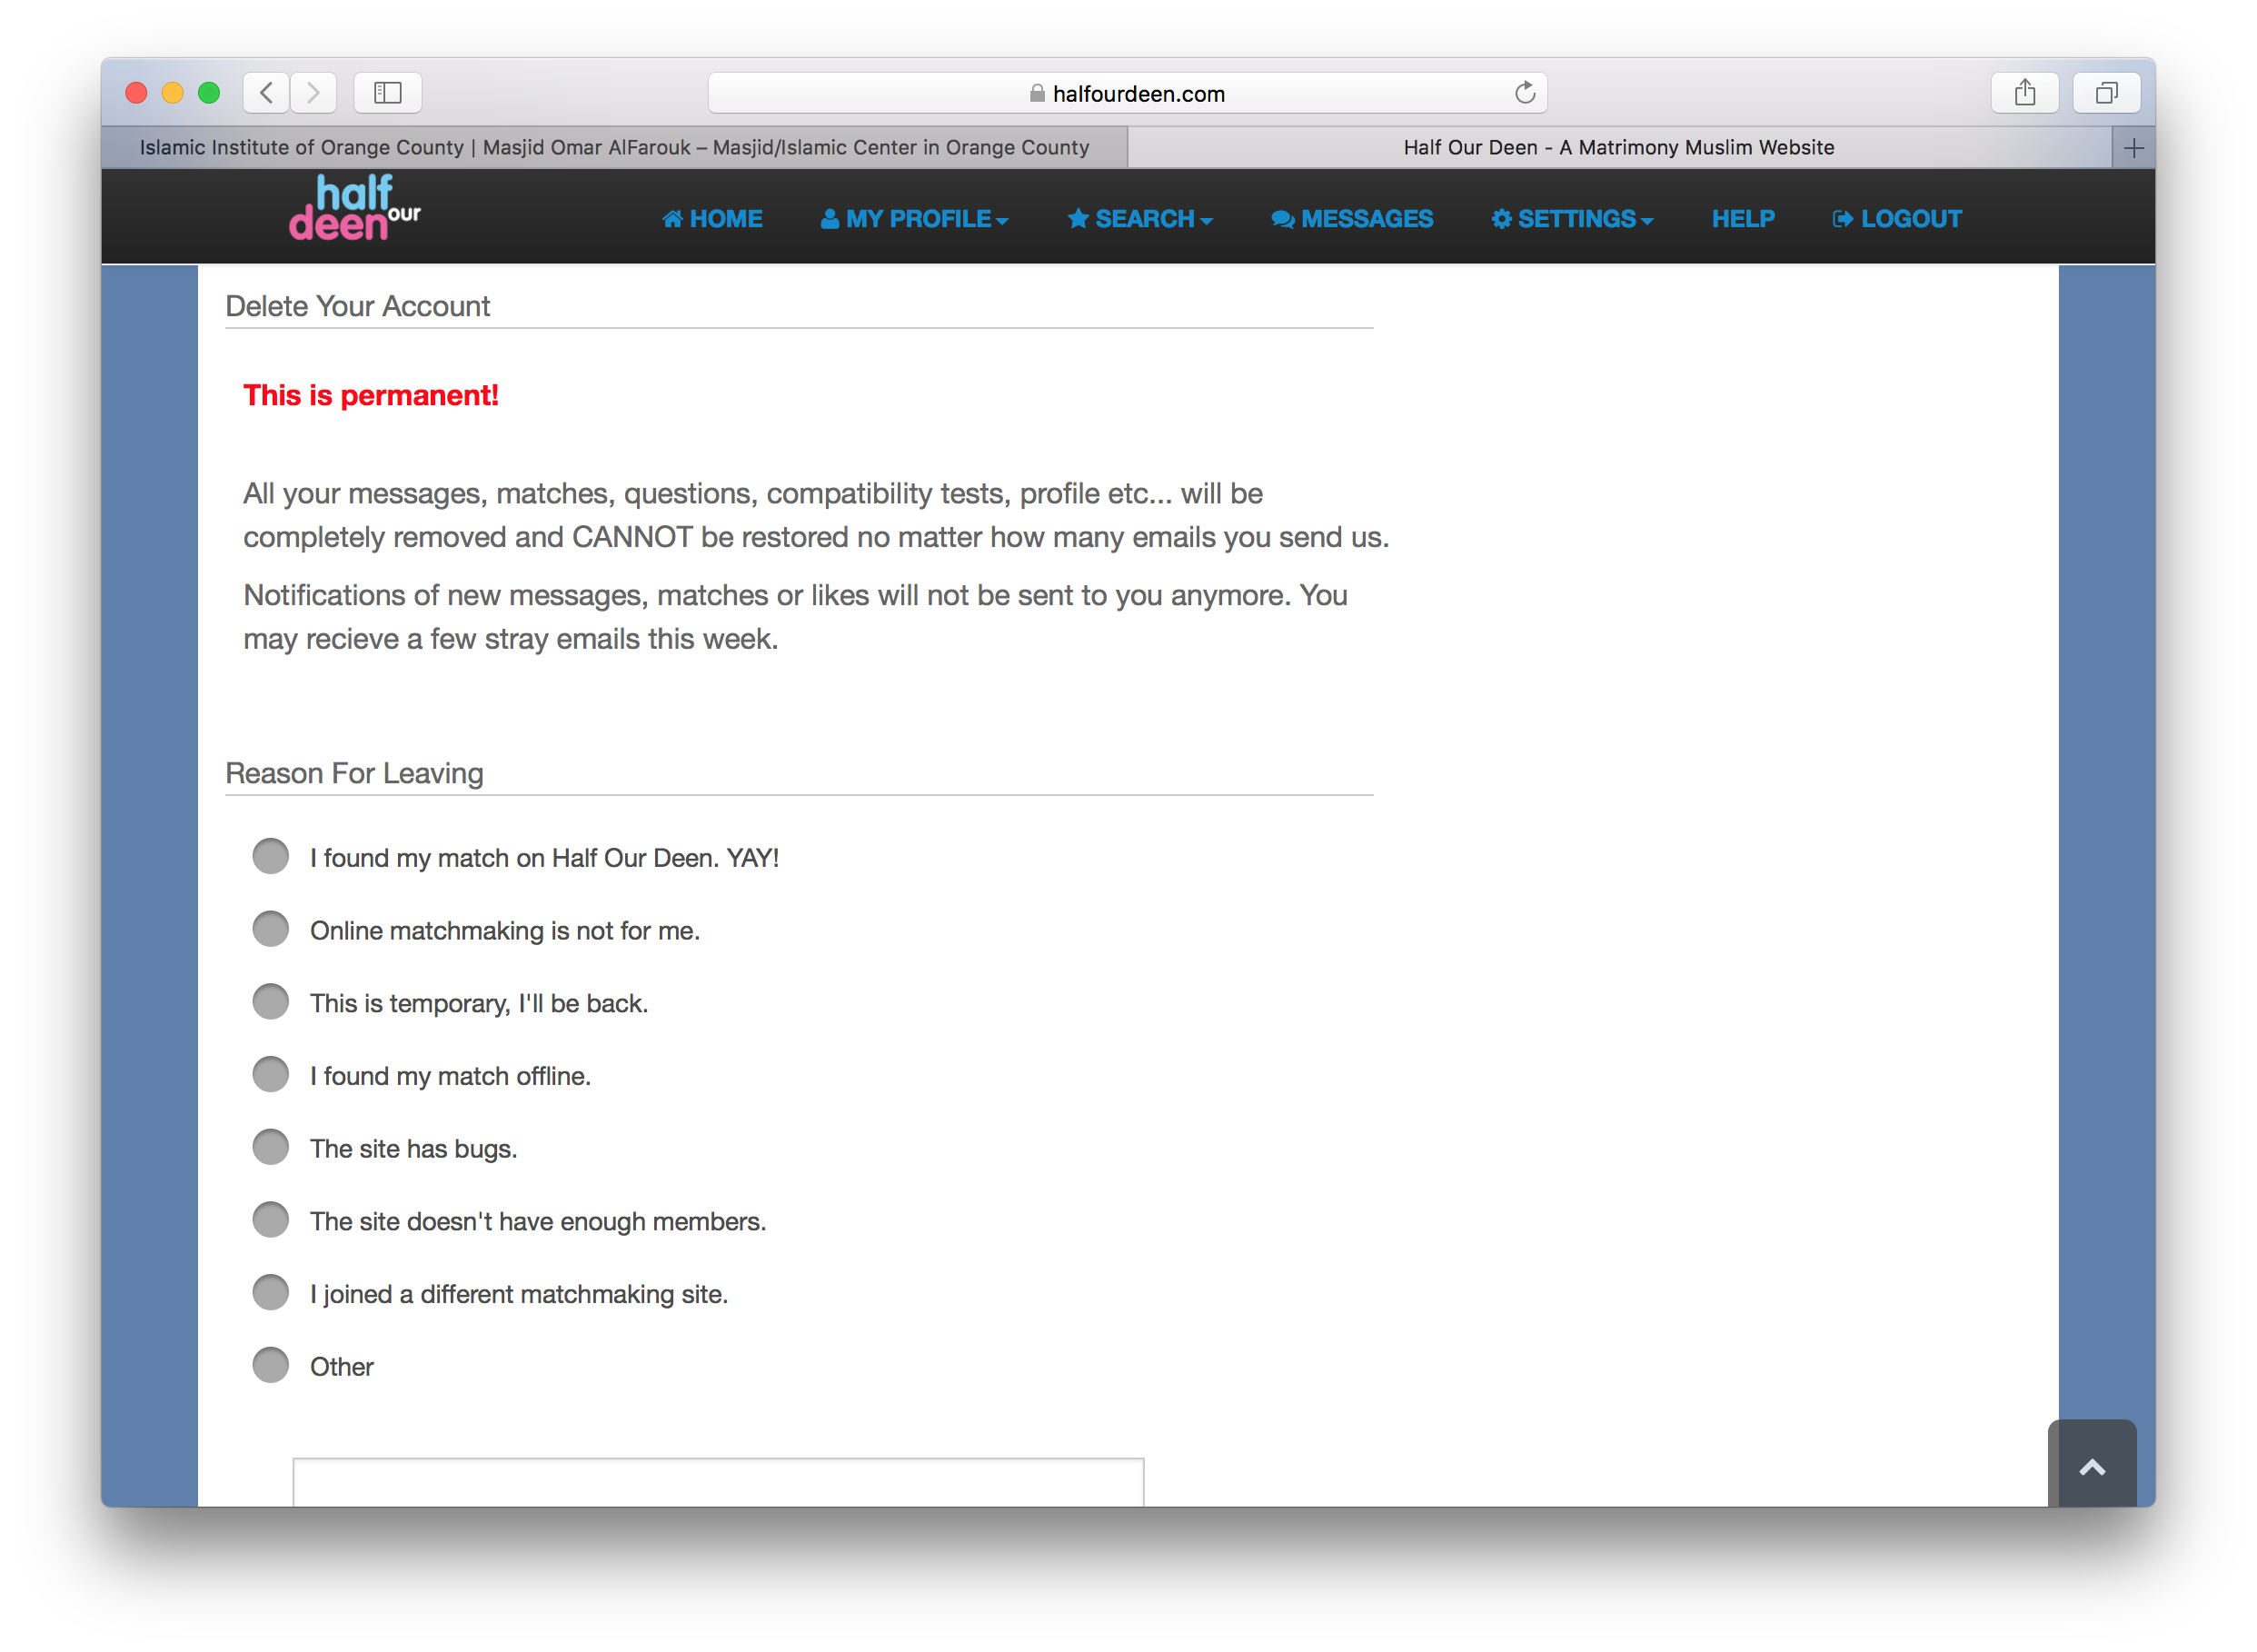 halfourdeen.com
Islamic Institute of Orange County | Masjid Omar AlFarouk – Masjid/Islamic Center in Orange County
Half Our Deen - A Matrimony Muslim Website
half
deen our
HOME
MY PROFILE
SEARCH
MESSAGES
SETTINGS
HELP
LOGOUT
Delete Your Account
This is permanent!
All your messages, matches, questions, compatibility tests, profile etc... will be
completely removed and CANNOT be restored no matter how many emails you send us.
Notifications of new messages, matches or likes will not be sent to you anymore. You
may recieve a few stray emails this week.
Reason For Leaving
I found my match on Half Our Deen. YAY!
Online matchmaking is not for me.
This is temporary, I'll be back.
I found my match offline.
The site has bugs.
The site doesn't have enough members.
I joined a different matchmaking site.
Other